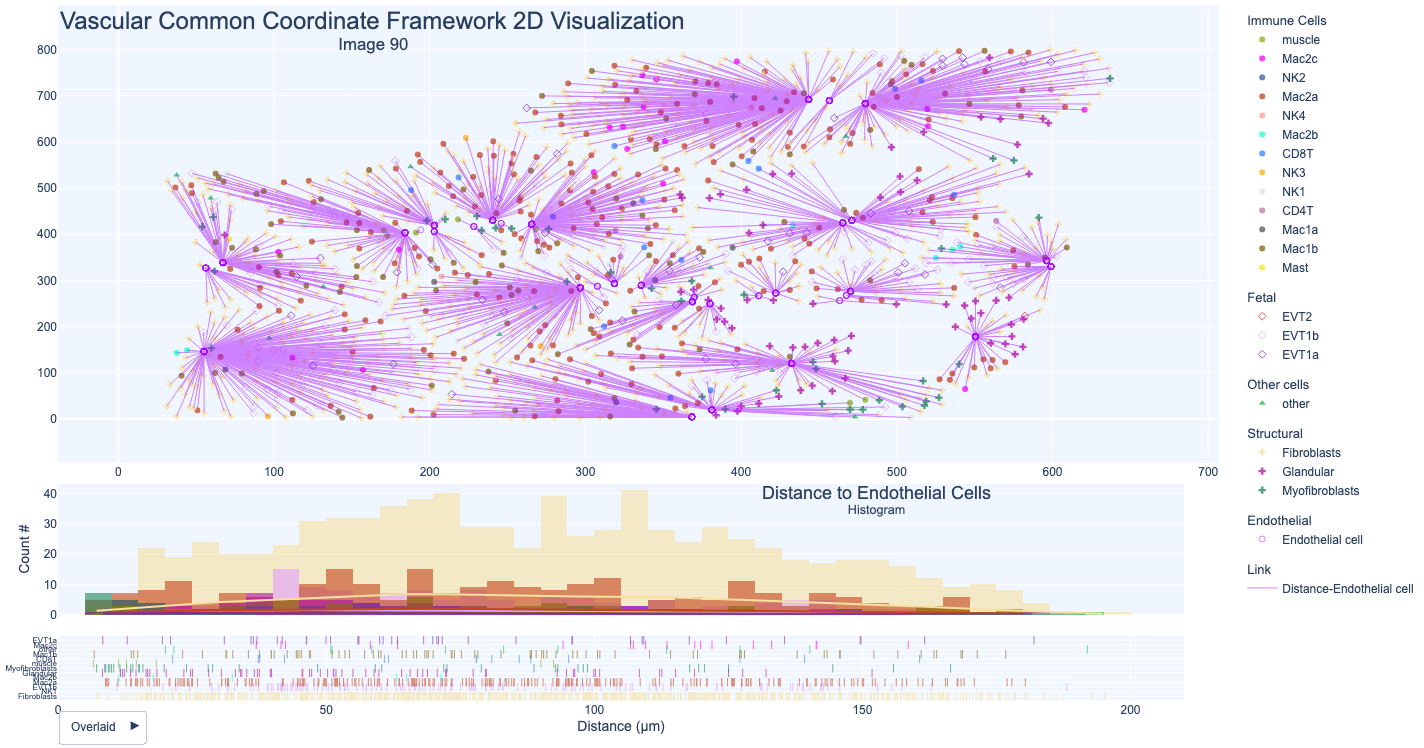 Vascular Common Coordinate Framework 2D Visualization
Image 90
800
700
600
500
400
300
200
100
0
0 100 200 300 400 500 600 700
Immune Cells
muscle
Mac2c
NK2
Mac2a
NK4
Mac2b
CD8T
NK3
NK1
CD4T
Mac1a
Mac1b
Mast
Fetal
EVT2
EVT1b
EVT1a
Other cells
other
Structural
Fibroblasts
Glandular
Myofibroblasts
Endothelial
Endothelial cell
Link
Distance-Endothelial cell
Distance to Endothelial Cells
Histogram
Count #
40
30
20
10
0
EVT1a
Mac2c
other
Mac1b
muscle
Myofibroblasts
Glandular
Mac2a
Fibroblasts
0 50 100 150 200
Distance (μm)
Overlaid